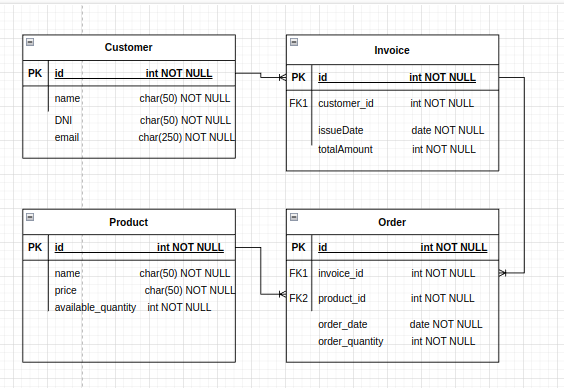 Customer
PK id int NOT NULL
name char(50) NOT NULL
DNI char(50) NOT NULL
email char(250) NOT NULL
Invoice
PK id int NOT NULL
FK1 customer_id int NOT NULL
issueDate date NOT NULL
totalAmount int NOT NULL
Product
PK id int NOT NULL
name char(50) NOT NULL
price char(50) NOT NULL
available_quantity int NOT NULL
Order
PK id int NOT NULL
FK1 invoice_id int NOT NULL
FK2 product_id int NOT NULL
order_date date NOT NULL
order_quantity int NOT NULL